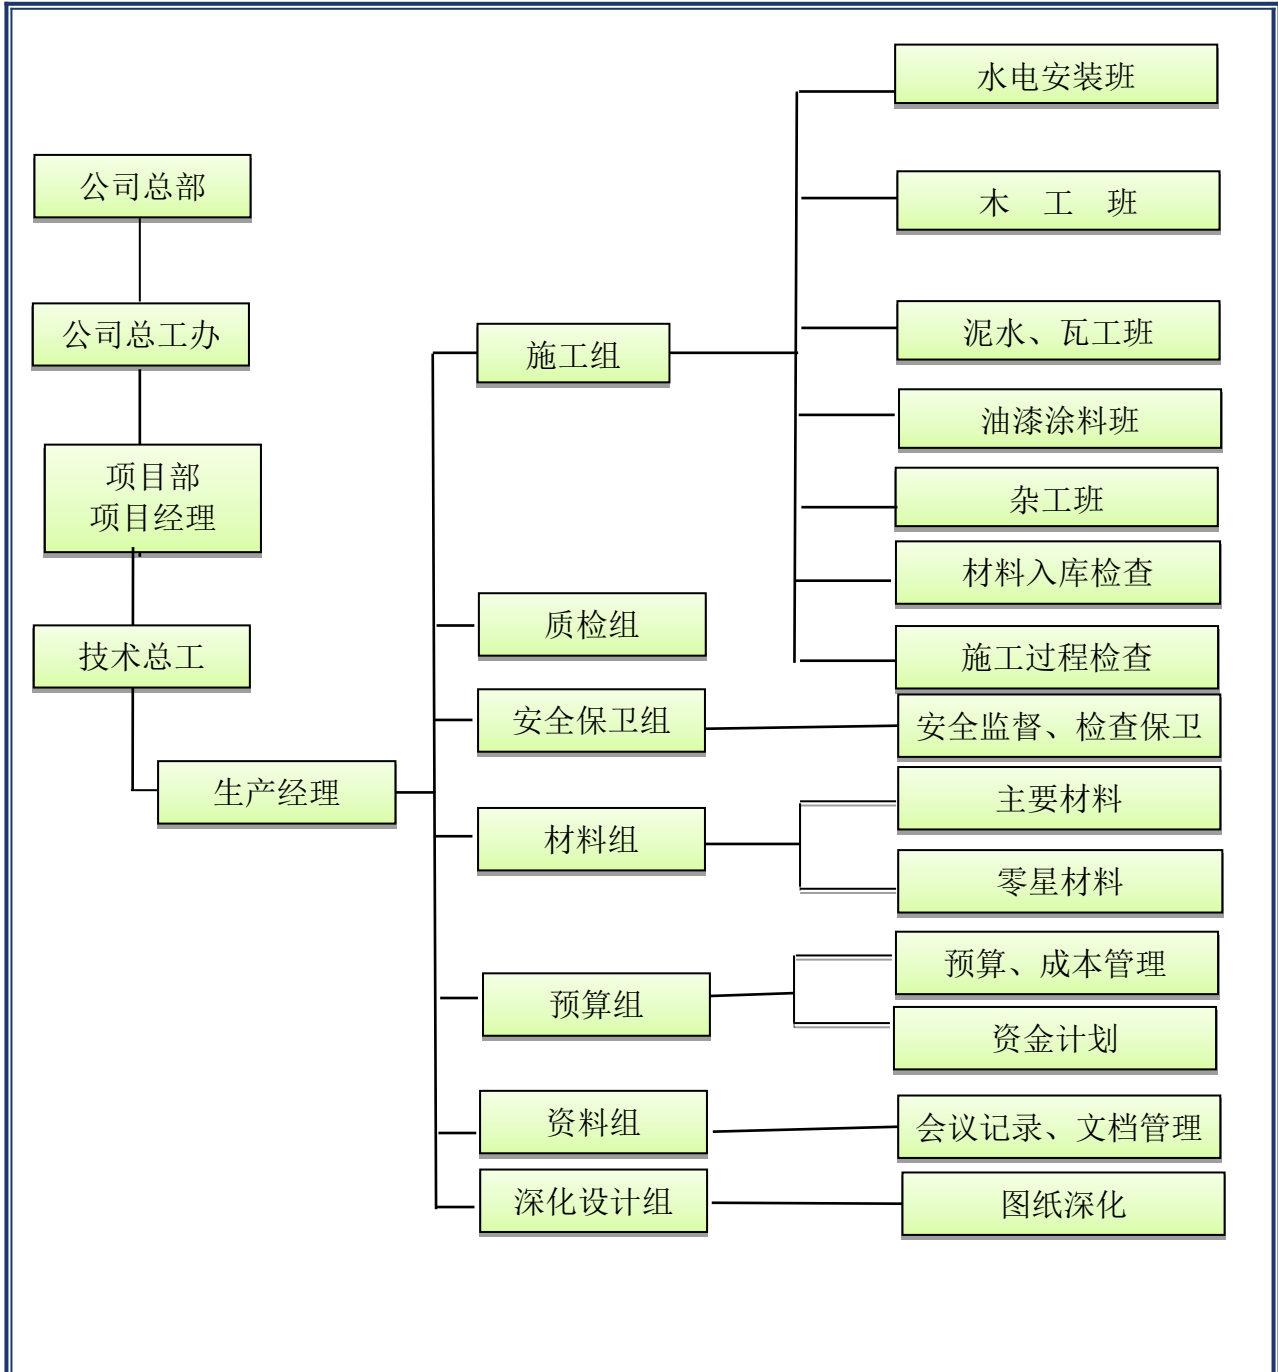 公司总部
公司总工办
项目部
项目经理
技术总工
生产经理
施工组
质检组
安全保卫组
材料组
预算组
资料组
深化设计组
水电安装班
木 工 班
泥水、瓦工班
油漆涂料班
杂工班
材料入库检查
施工过程检查
安全监督、检查保卫
主要材料
零星材料
预算、成本管理
资金计划
会议记录、文档管理
图纸深化